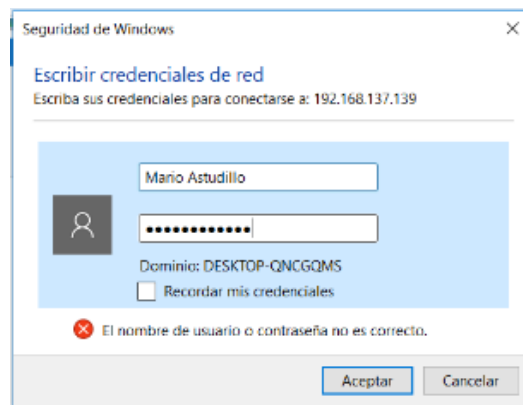 Seguridad de Windows
Escribir credenciales de red
Escriba sus credenciales para conectarse a: 192.168.137.139
Mario Astudillo
••••••••••••
Dominio: DESKTOP-QNCGQMS
Recordar mis credenciales
El nombre de usuario o contraseña no es correcto.
Aceptar Cancelar